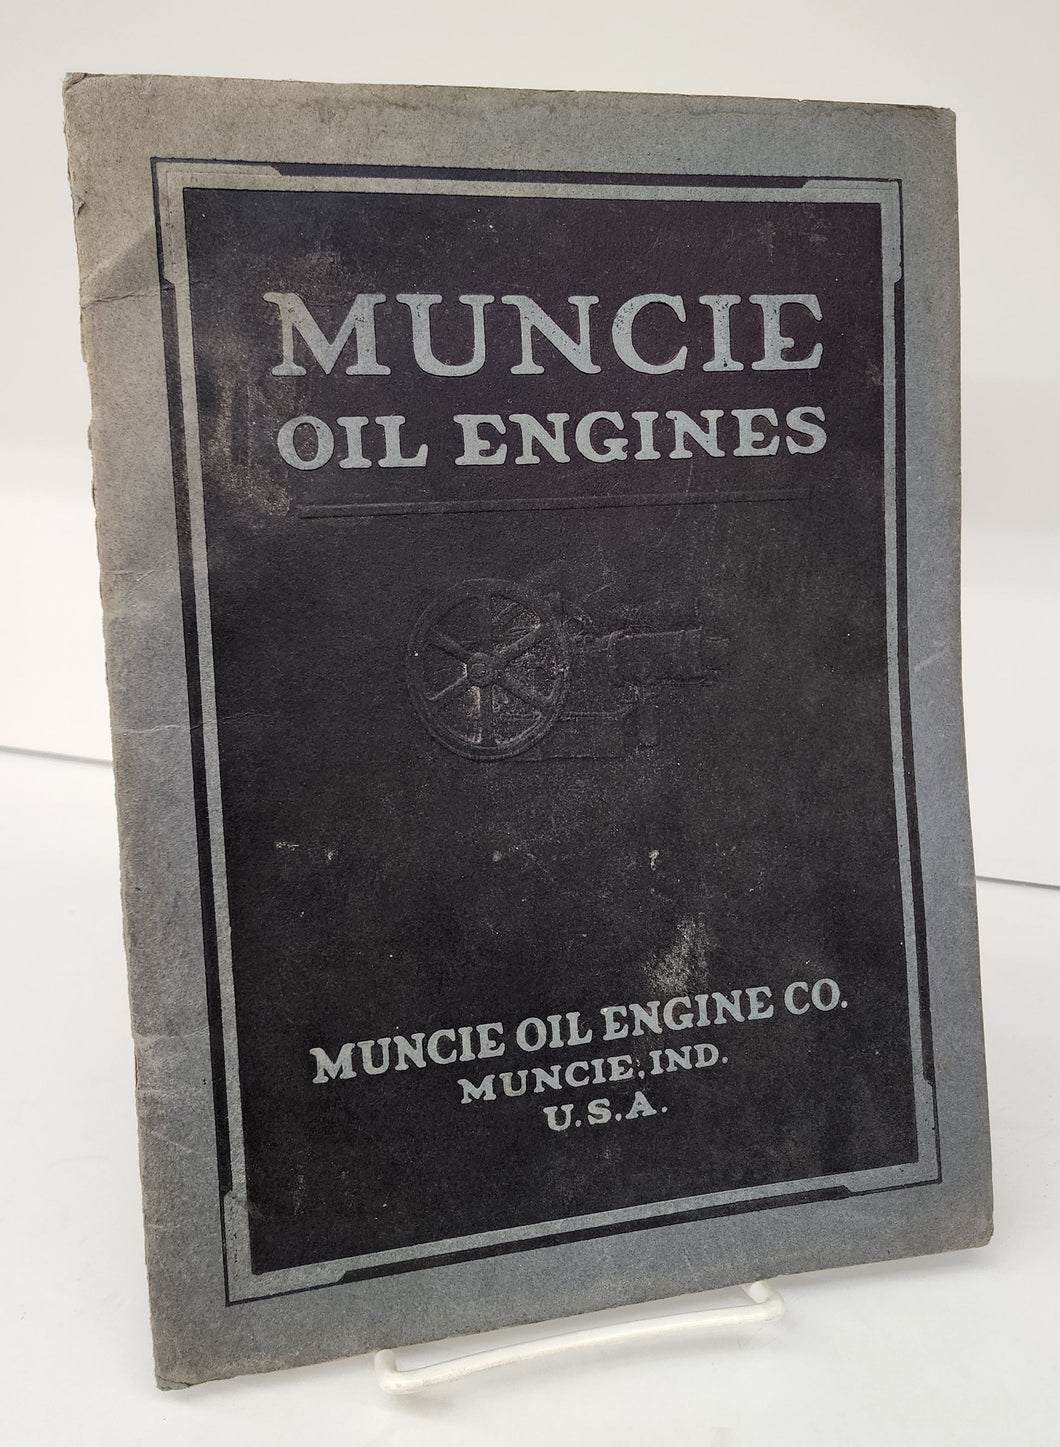 MUNCIE
OIL ENGINES
MUNCIE OIL ENGINE CO.
MUNCIE, IND.
U.S.A.